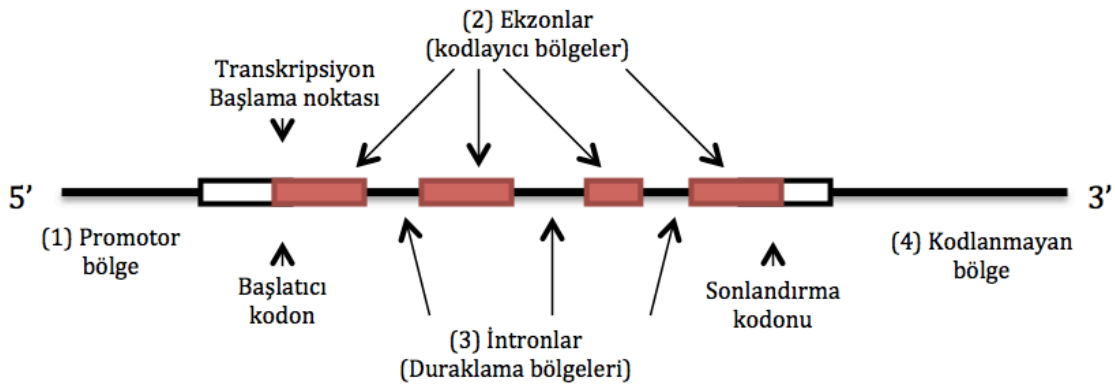 (2) Ekzonlar
(kodlayıcı bölgeler)
Transkripsiyon
Başlama noktası
5’
3’
(1) Promotor
bölge
Başlatıcı
kodon
(3) İntronlar
(Duraklama bölgeleri)
Sonlandırma
kodonu
(4) Kodlanmayan
bölge